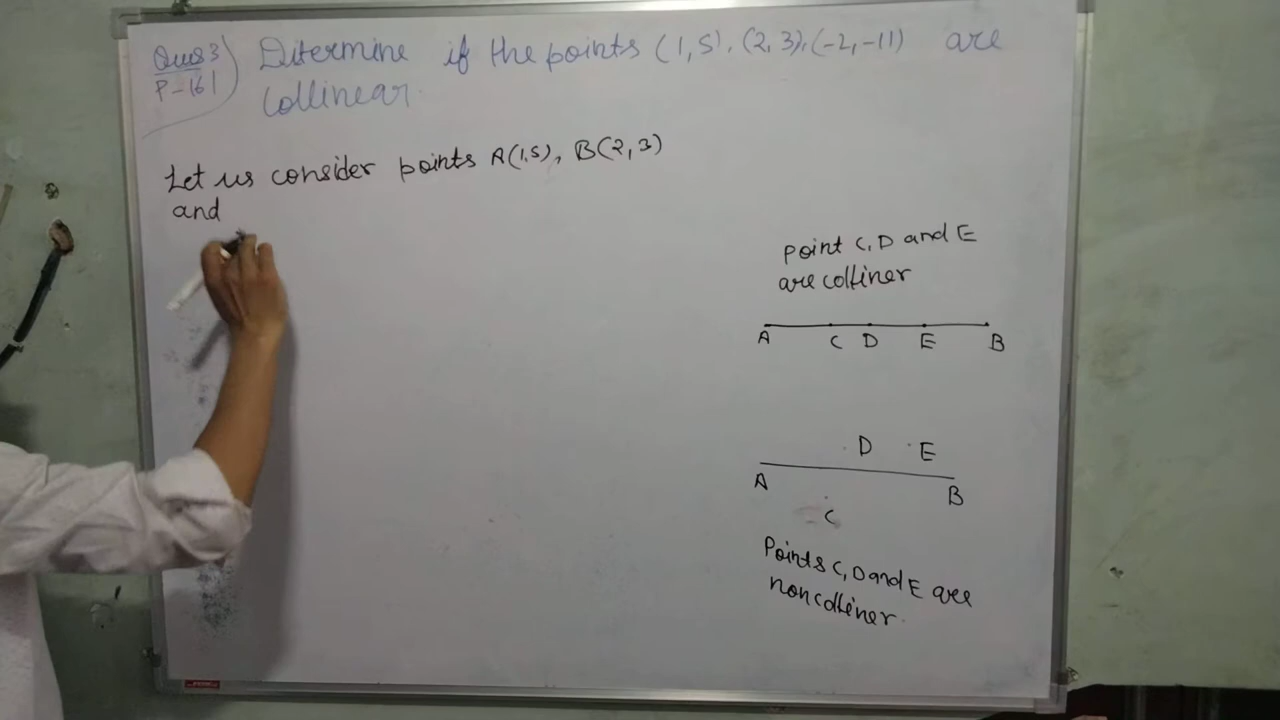 Ques 3) Ditermine if the points (1,5), (2,3), (-2,-11) are
P-161 collinear.
Let us consider points A(1,5), B(2,3)
and
point C, D and E
are colliner
A C D E B
D E
A B
C
Points C, D and E are
noncolliner.